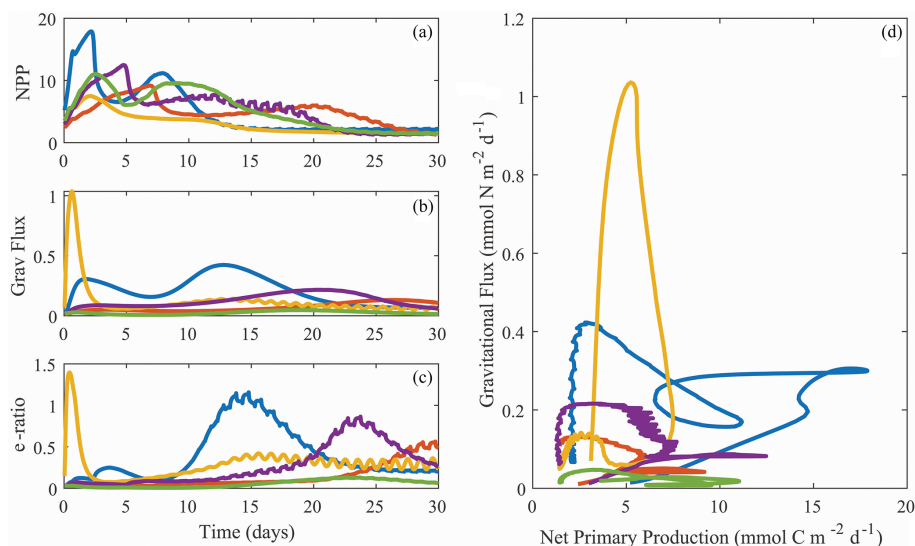 (a)
20
10
0
NPP
0 5 10 15 20 25 30
(b)
1
0.5
0
Grav Flux
0 5 10 15 20 25 30
(c)
1.5
1
0.5
0
e-ratio
0 5 10 15 20 25 30
Time (days)
(d)
1.2
1.0
0.8
0.6
0.4
0.2
0
Gravitational Flux (mmol N m⁻² d⁻¹)
0 5 10 15 20
Net Primary Production (mmol C m⁻² d⁻¹)